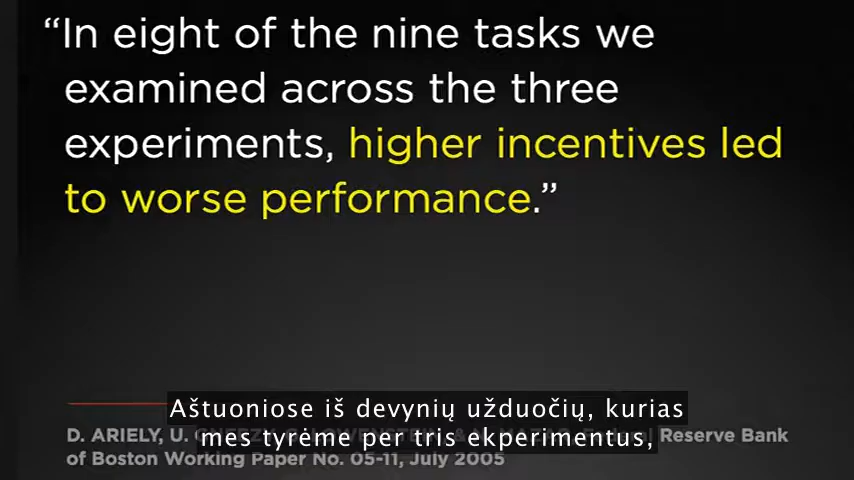 “In eight of the nine tasks we
examined across the three
experiments, higher incentives led
to worse performance.”
Aštuoniose iš devynių užduočių, kurias
mes tyrėme per tris ekperimentus,
D. ARIELY, U. Reserve Bank
of Boston Working Paper No. 05-11, July 2005